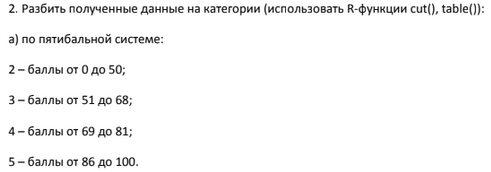 2. Разбить полученные данные на категории (использовать R-функции cut(), table()):
а) по пятибальной системе:
2 – баллы от 0 до 50;
3 – баллы от 51 до 68;
4 – баллы от 69 до 81;
5 – баллы от 86 до 100.